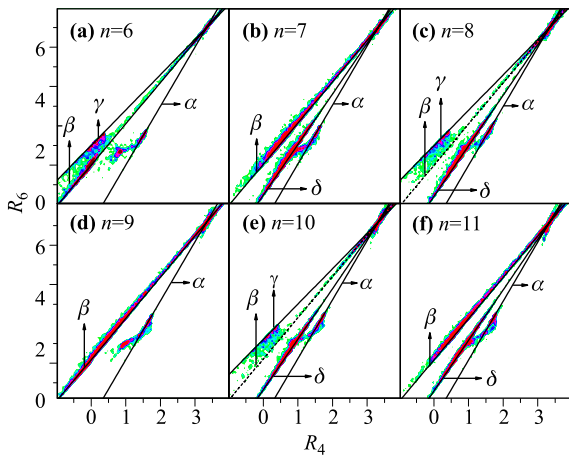 (a) n=6
(b) n=7
(c) n=8
γ
β
α
β
α
δ
γ
β
α
δ
6
4
2
0
R6
(d) n=9
(e) n=10
(f) n=11
β
α
γ
β
α
δ
β
α
δ
6
4
2
0
0 1 2 3
0 1 2 3
0 1 2 3
R4